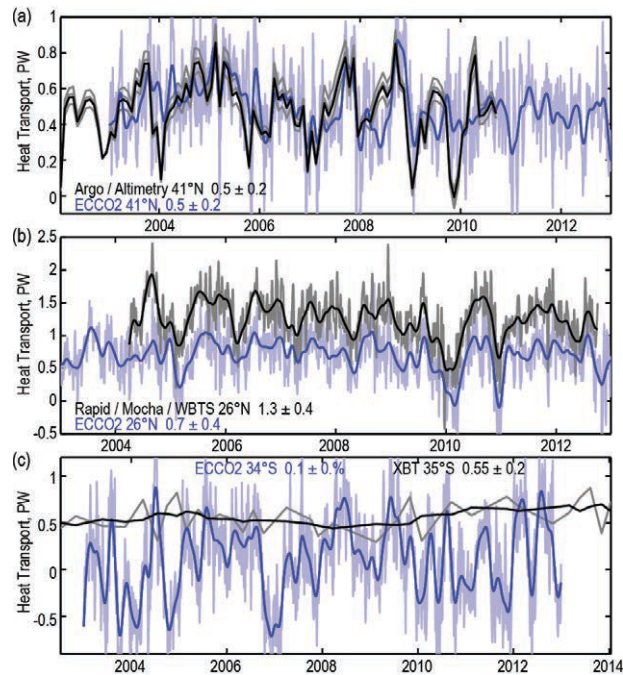 (a)
1
0.8
0.6
0.4
0.2
0
Heat Transport, PW
Argo / Altimetry 41°N 0.5 ± 0.2
ECCO2 41°N, 0.5 ± 0.2
2004 2006 2008 2010 2012
(b)
2.5
2
1.5
1
0.5
0
-0.5
Heat Transport, PW
Rapid / Mocha / WBTS 26°N 1.3 ± 0.4
ECCO2 26°N 0.7 ± 0.4
2004 2006 2008 2010 2012
(c)
1
0.5
0
-0.5
Heat Transport, PW
ECCO2 34°S 0.1 ± 0.% XBT 35°S 0.55 ± 0.2
2004 2006 2008 2010 2012 2014